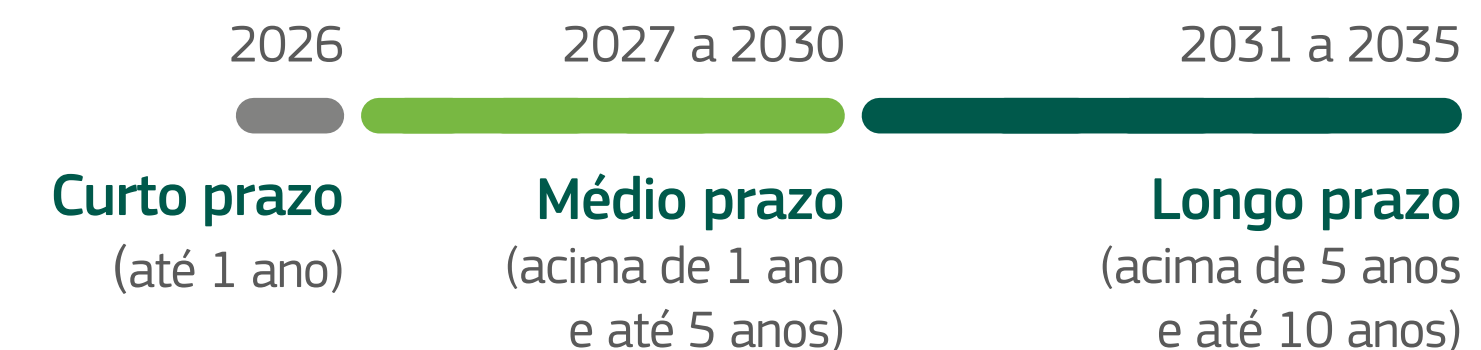 2026
2027 a 2030
2031 a 2035
Curto prazo
(até 1 ano)
Médio prazo
(acima de 1 ano
e até 5 anos)
Longo prazo
(acima de 5 anos
e até 10 anos)